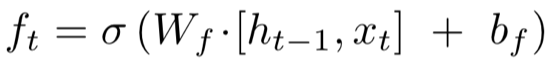 f_t = σ (W_f · [h_{t−1}, x_t] + b_f)